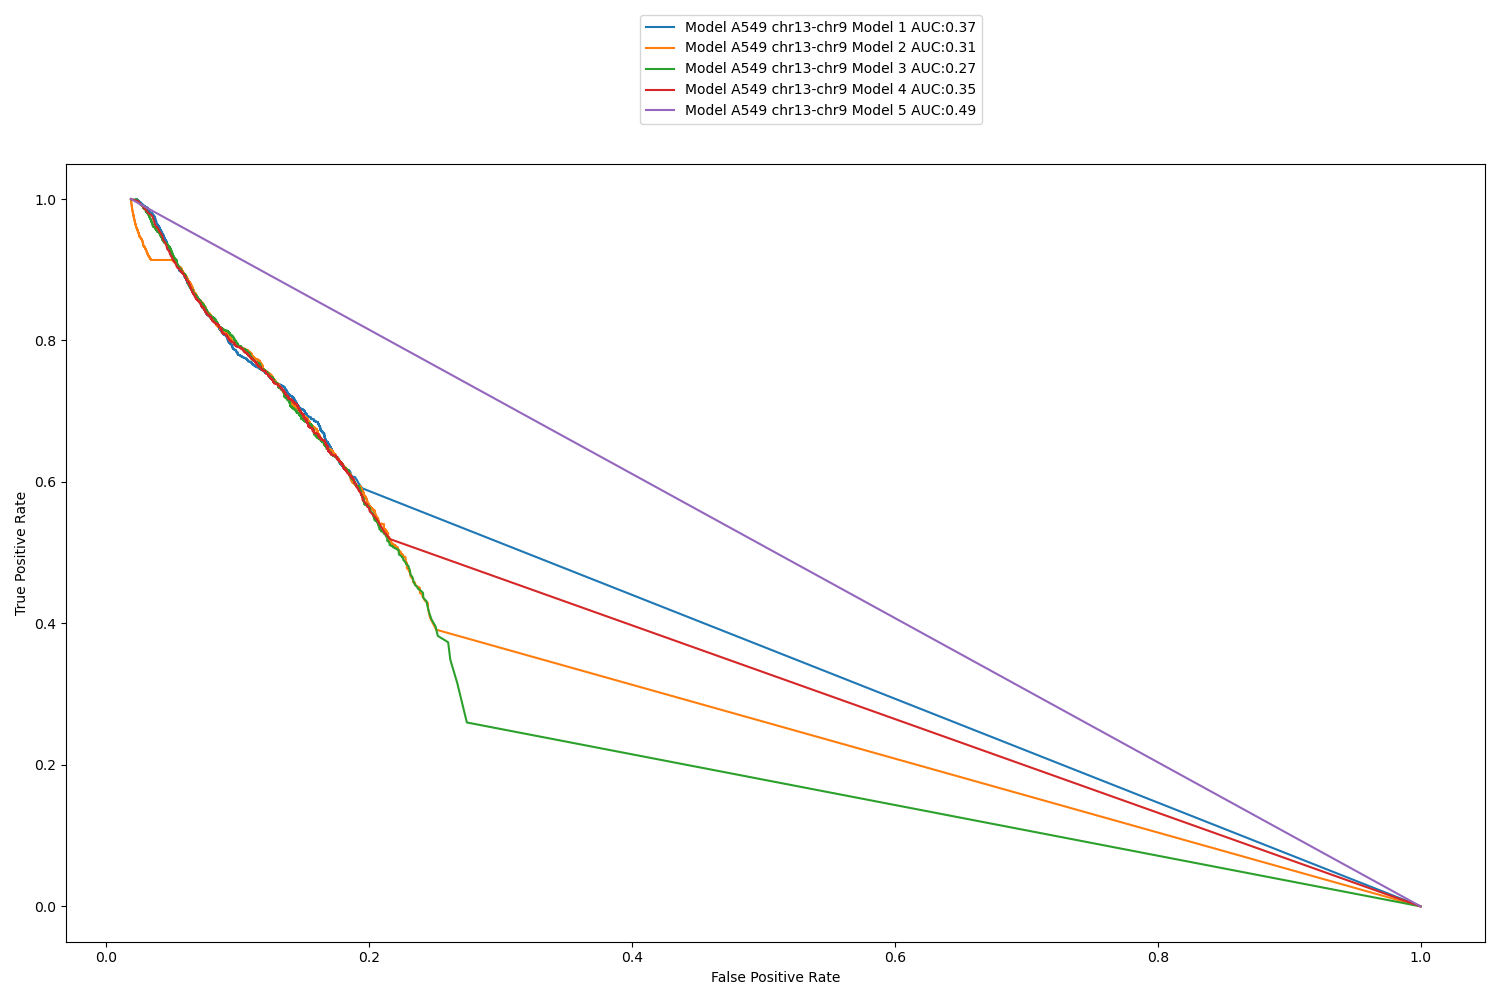 Model A549 chr13-chr9 Model 1 AUC:0.37
Model A549 chr13-chr9 Model 2 AUC:0.31
Model A549 chr13-chr9 Model 3 AUC:0.27
Model A549 chr13-chr9 Model 4 AUC:0.35
Model A549 chr13-chr9 Model 5 AUC:0.49
True Positive Rate
1.0
0.8
0.6
0.4
0.2
0.0
0.0 0.2 0.4 0.6 0.8 1.0
False Positive Rate